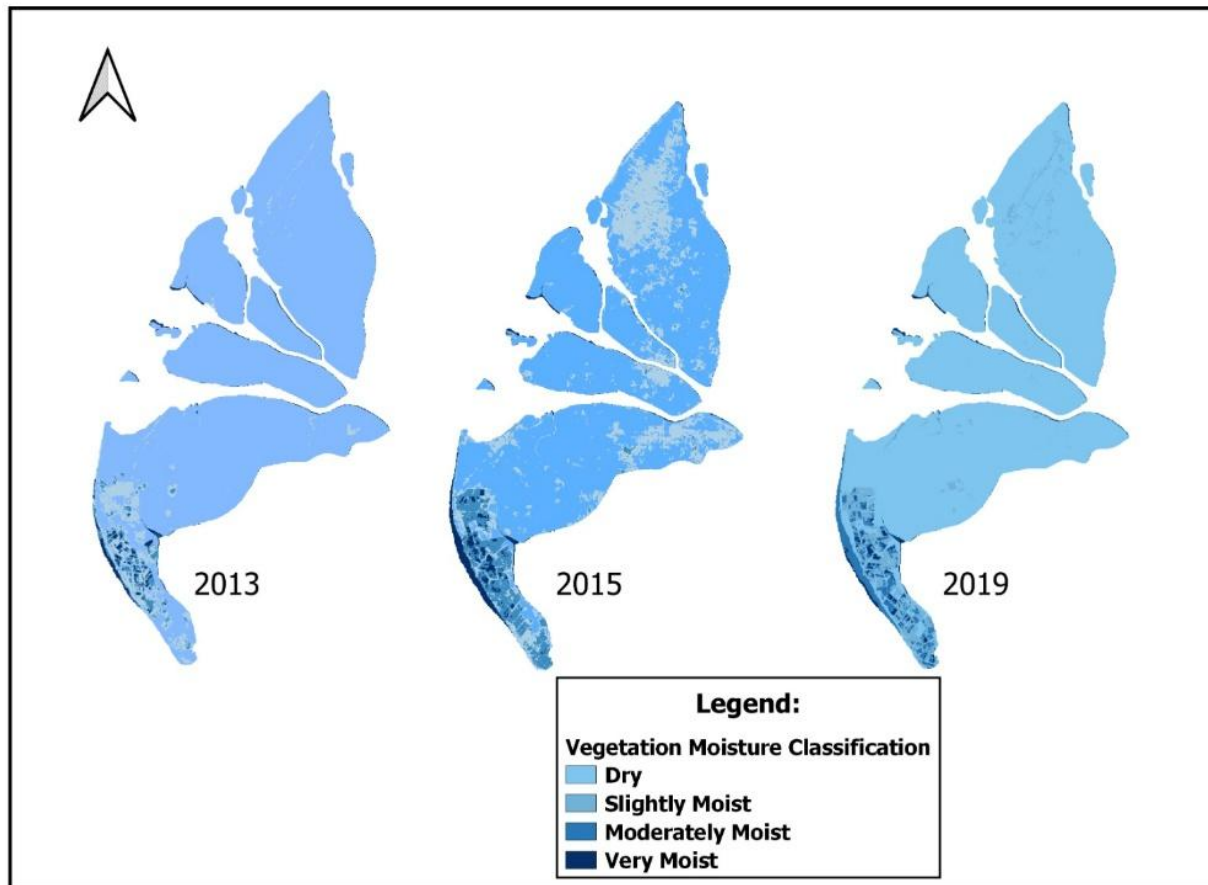 2013
2015
2019
Legend:
Vegetation Moisture Classification
Dry
Slightly Moist
Moderately Moist
Very Moist